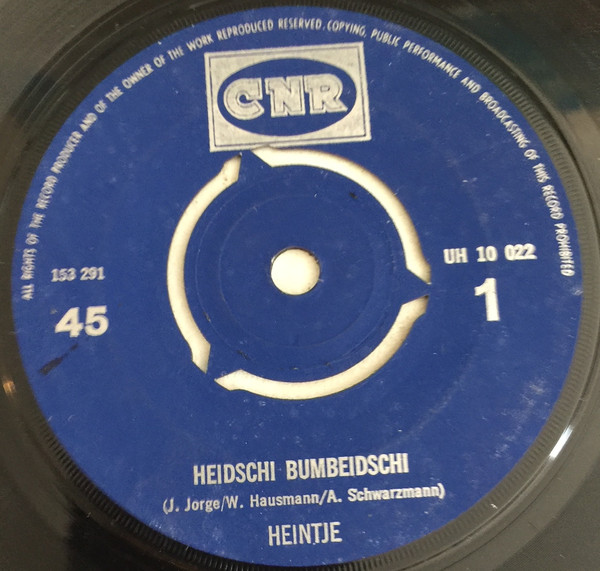 ALL RIGHTS OF THE RECORD PRODUCER AND OF THE OWNER OF THE WORK REPRODUCED RESERVED. COPYING, PUBLIC PERFORMANCE AND BROADCASTING OF THIS RECORD PROHIBITED
CNR
153 291
45
UH 10 022
1
HEIDSCHI BUMBEIDSCHI
(J. Jorge/W. Hausmann/A. Schwarzmann)
HEINTJE